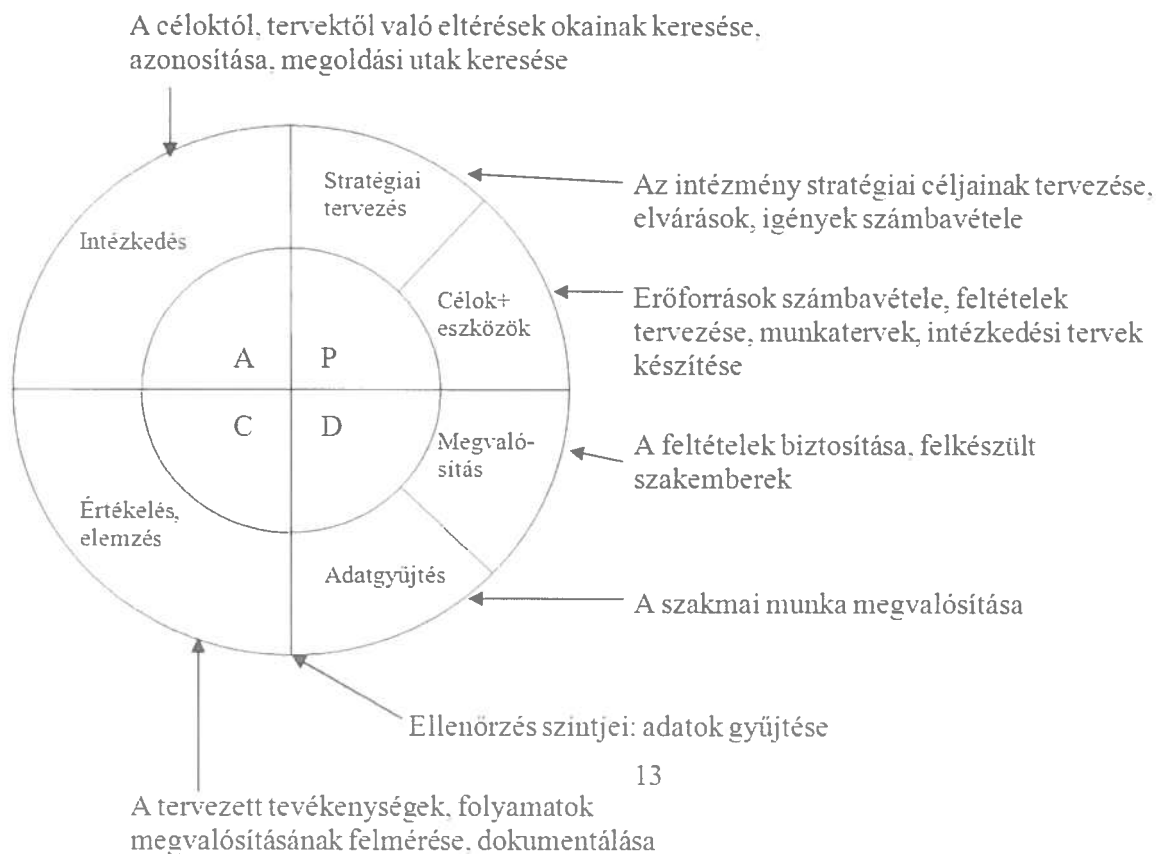 A céloktól, tervektől való eltérések okainak keresése,
azonosítása, megoldási utak keresése
Stratégiai
tervezés
Az intézmény stratégiai céljainak tervezése,
elvárások, igények számbavétele
Intézkedés
Célok+
eszközök
Erőforrások számbavétele, feltételek
tervezése, munkatervek, intézkedési tervek
készítése
A P
C D
Megvaló-
sítás
A feltételek biztosítása, felkészült
szakemberek
Értékelés,
elemzés
Adatgyűjtés
A szakmai munka megvalósítása
Ellenőrzés szintjei: adatok gyűjtése
13
A tervezett tevékenységek, folyamatok
megvalósításának felmérése, dokumentálása